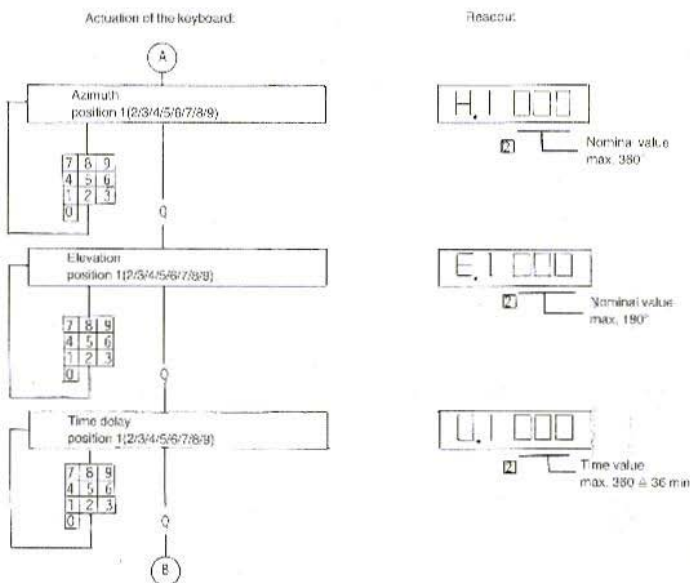 Actuation of the keyboard:
Readout
A
Azimuth
position 1(2/3/4/5/6/7/8/9)
H.1 000
2
Nominal value
max. 360°
7 8 9
4 5 6
1 2 3
0
Q
Elevation
position 1(2/3/4/5/6/7/8/9)
E.1 000
2
Nominal value
max. 180°
7 8 9
4 5 6
1 2 3
0
Q
Time delay
position 1(2/3/4/5/6/7/8/9)
U.1 000
2
Time value
max. 360 ≙ 36 min
7 8 9
4 5 6
1 2 3
0
Q
B